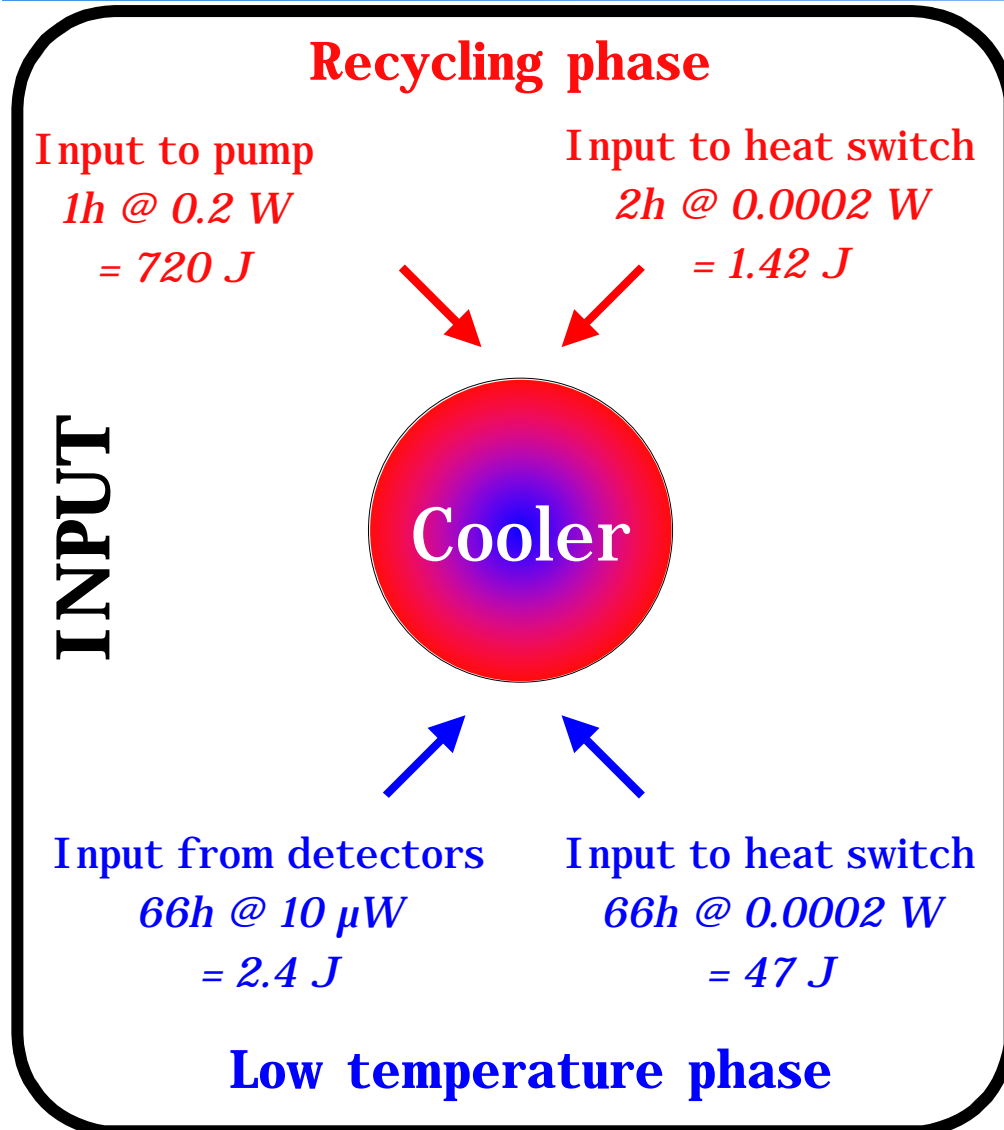 Recycling phase
Input to pump
1h @ 0.2 W
= 720 J
Input to heat switch
2h @ 0.0002 W
= 1.42 J
INPUT
Cooler
Input from detectors
66h @ 10 µW
= 2.4 J
Input to heat switch
66h @ 0.0002 W
= 47 J
Low temperature phase